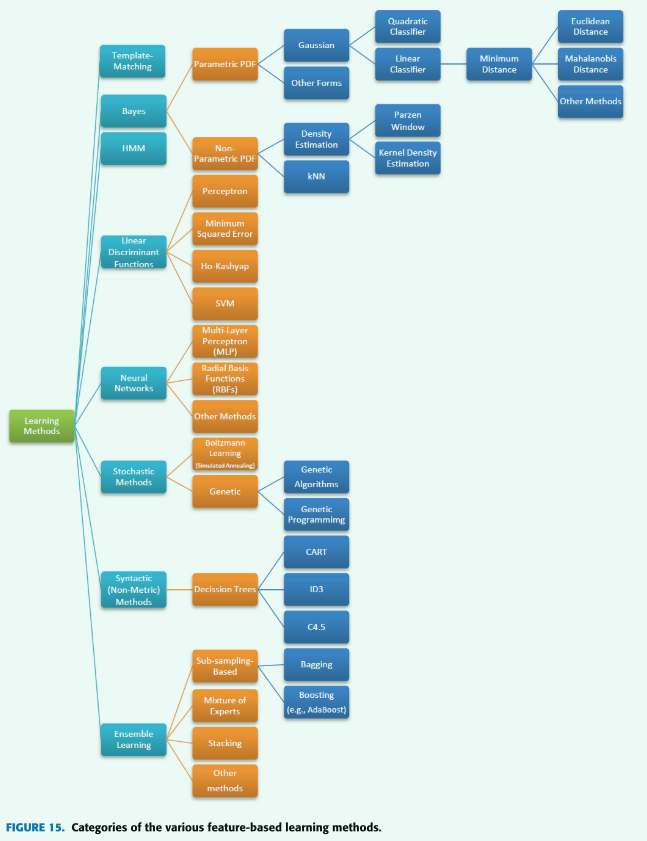 Learning
Methods
Template-
Matching
Bayes
Parametric PDF
Gaussian
Quadratic
Classifier
Linear
Classifier
Minimum
Distance
Euclidean
Distance
Mahalanobis
Distance
Other Methods
Other Forms
Non-
Parametric PDF
Density
Estimation
Parzen
Window
Kernel Density
Estimation
kNN
HMM
Linear
Discriminant
Functions
Perceptron
Minimum
Squared Error
Ho-Kashyap
SVM
Neural
Networks
Multi-Layer
Perceptron
(MLP)
Radial Basis
Functions
(RBFs)
Other Methods
Stochastic
Methods
Boltzmann
Learning
(Simulated Annealing)
Genetic
Genetic
Algorithms
Genetic
Programmimg
Syntactic
(Non-Metric)
Methods
Decission Trees
CART
ID3
C4.5
Ensemble
Learning
Sub-sampling-
Based
Bagging
Boosting
(e.g., AdaBoost)
Mixture of
Experts
Stacking
Other
methods
FIGURE 15. Categories of the various feature-based learning methods.